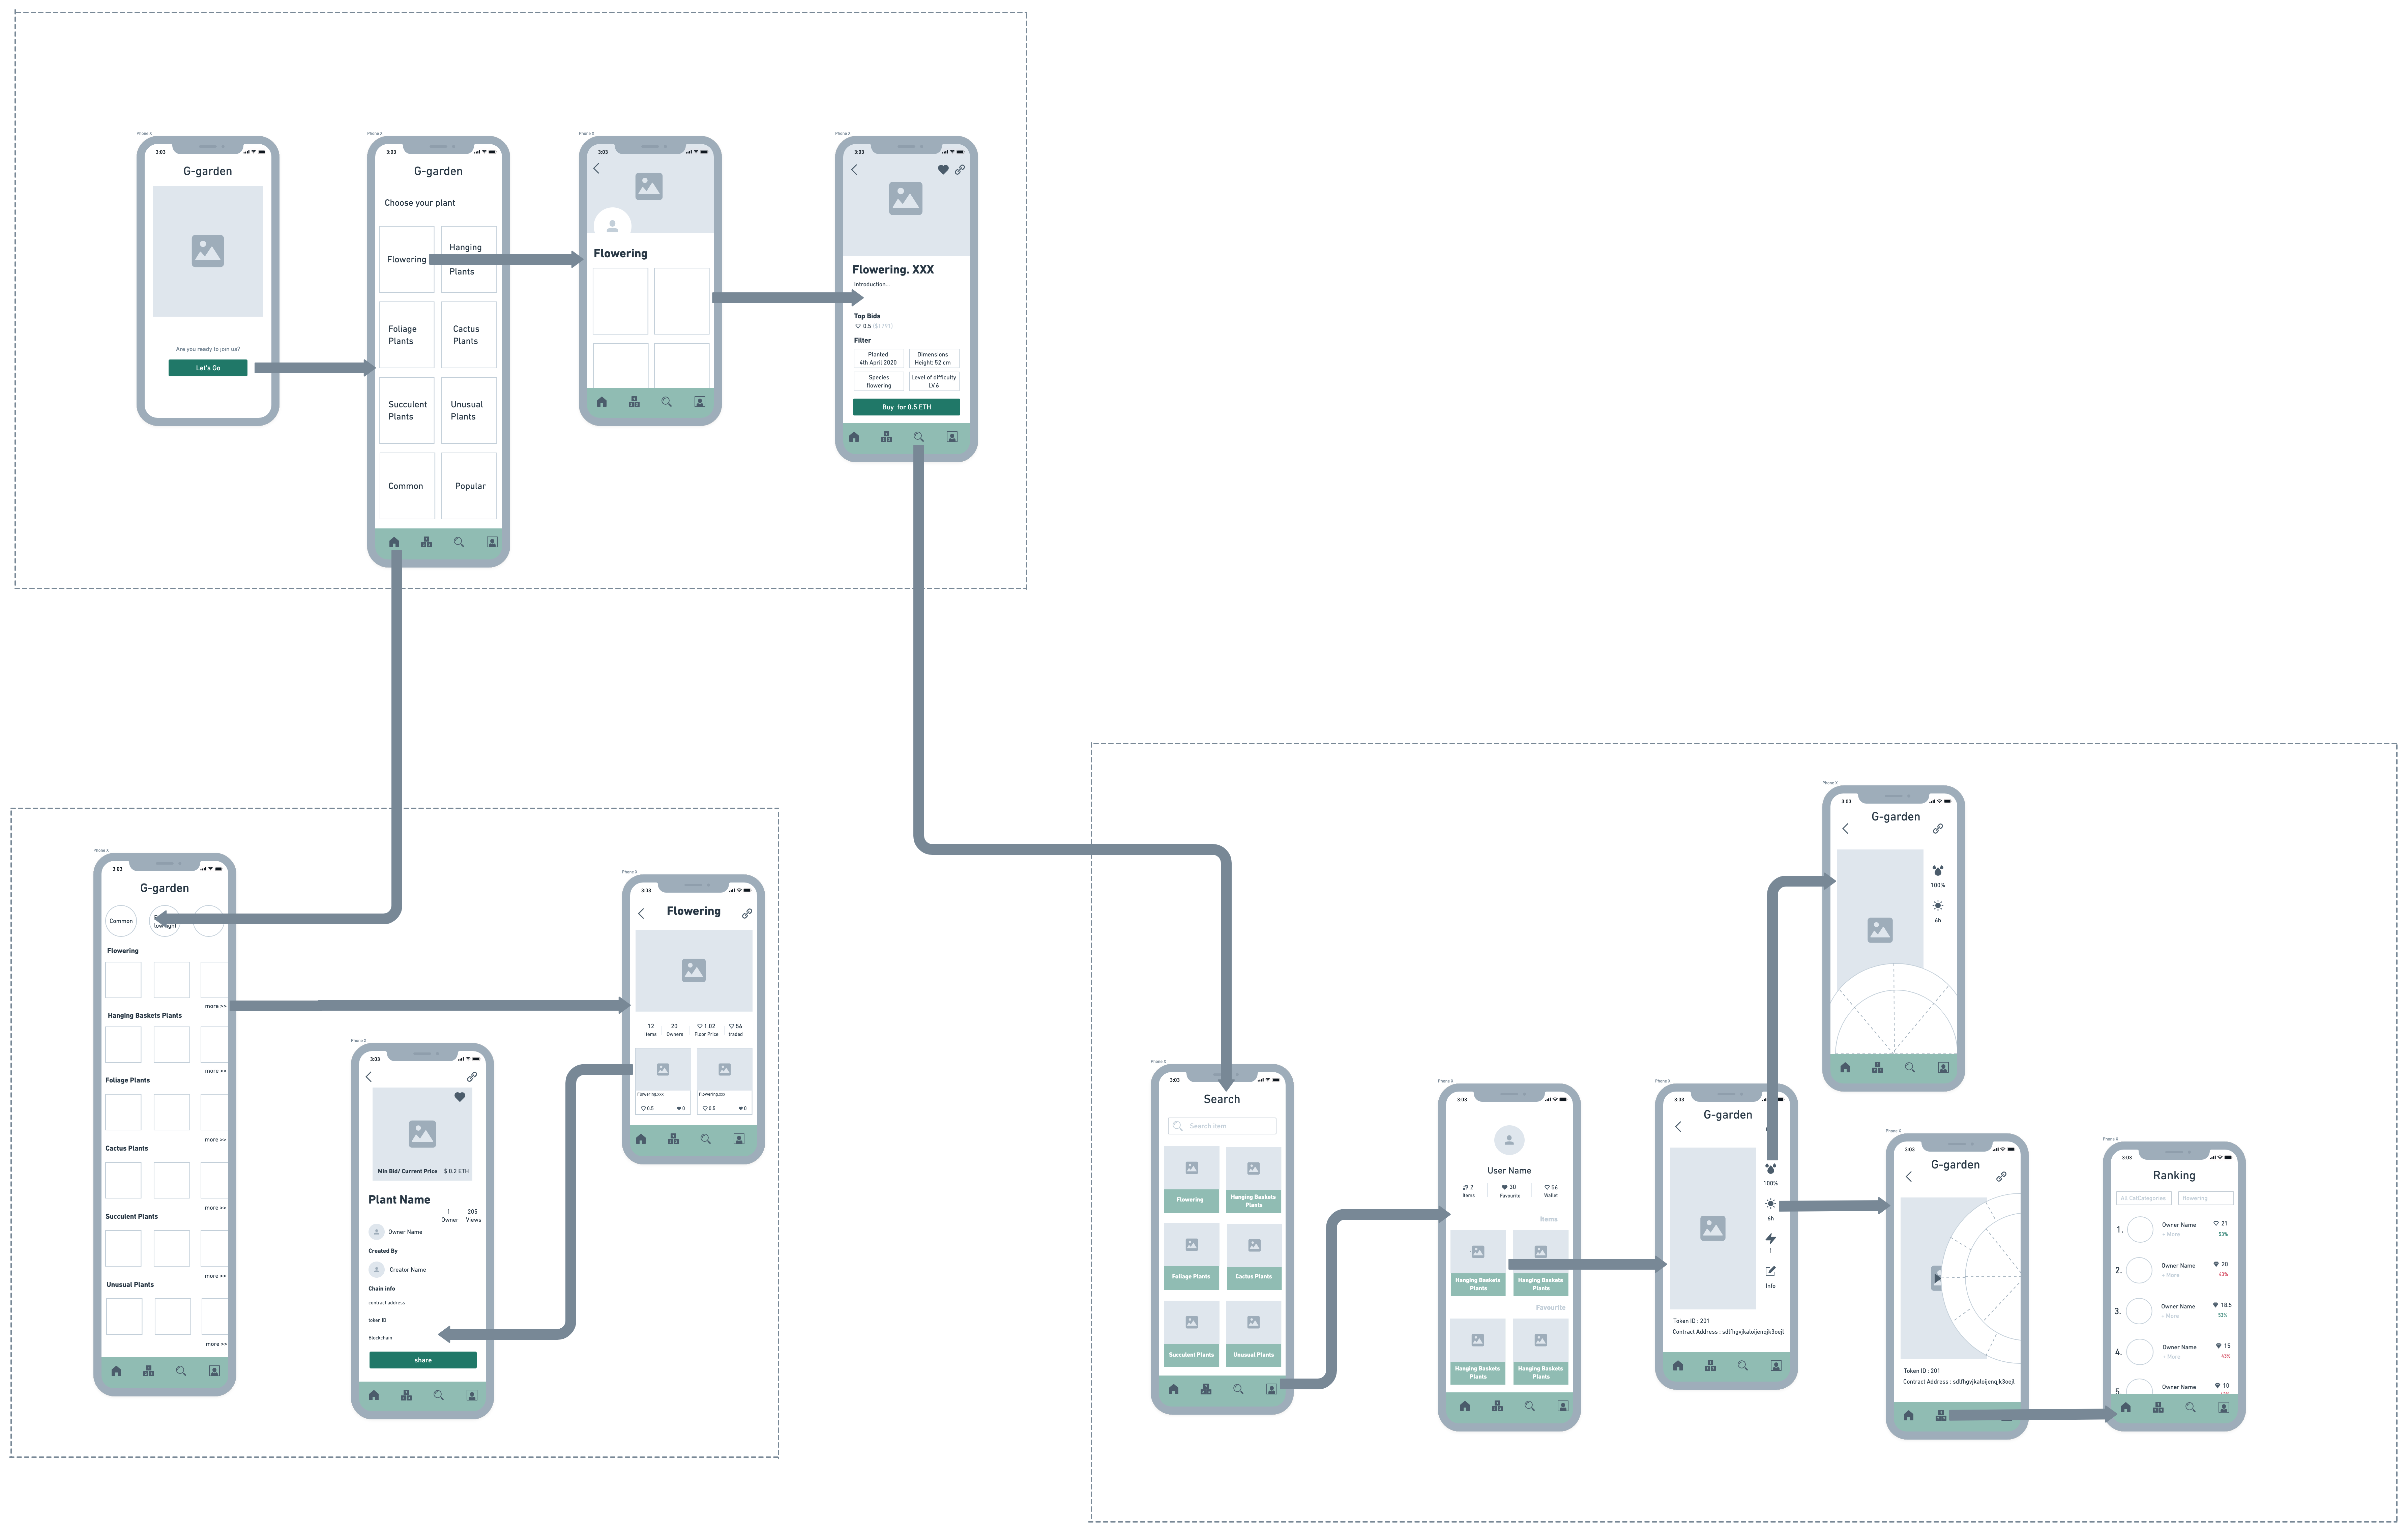 Phone X
3:03
G-garden
Are you ready to join us?
Let's Go
Phone X
3:03
G-garden
Choose your plant
Flowering
Hanging
Plants
Foliage
Plants
Cactus
Plants
Succulent
Plants
Unusual
Plants
Common
Popular
Phone X
Flowering
Phone X
3:03
Flowering. XXX
Introduction...
Top Bids
0.5 ($1791)
Filter
Planted
4th April 2020
Dimensions
Height: 52 cm
Species
flowering
Level of difficulty
LV.6
Buy for 0.5 ETH
Phone X
3:03
G-garden
Common
low light
Flowering
more >>
Hanging Baskets Plants
more >>
Foliage Plants
more >>
Cactus Plants
more >>
Succulent Plants
more >>
Unusual Plants
more >>
Phone X
3:03
Min Bid/ Current Price $ 0.2 ETH
Plant Name
1
Owner
205
Views
Owner Name
Created By
Creator Name
Chain info
contract address
token ID
Blockchain
share
Phone X
3:03
Flowering
12
Items
20
Owners
1.02
Floor Price
56
traded
Flowering.xxx
0.5 0
Flowering.xxx
0.5 0
Phone X
3:03
Search
Search item
Flowering
Hanging Baskets
Plants
Foliage Plants
Cactus Plants
Succulent Plants
Unusual Plants
Phone X
3:03
User Name
2
Items
30
Favourite
56
Wallet
Items
Hanging Baskets
Plants
Hanging Baskets
Plants
Favourite
Hanging Baskets
Plants
Hanging Baskets
Plants
Phone X
3:03
G-garden
100%
6h
1
Info
Token ID : 201
Contract Address : sdlfhgvjkaloijenqjk3oejl
Phone X
3:03
G-garden
100%
6h
Phone X
3:03
G-garden
Token ID : 201
Contract Address : sdlfhgvjkaloijenqjk3oejl
Phone X
3:03
Ranking
All CatCategories
flowering
1.
Owner Name
+ More
21
53%
2.
Owner Name
+ More
20
43%
3.
Owner Name
+ More
18.5
53%
4.
Owner Name
+ More
15
43%
5
Owner Name
10